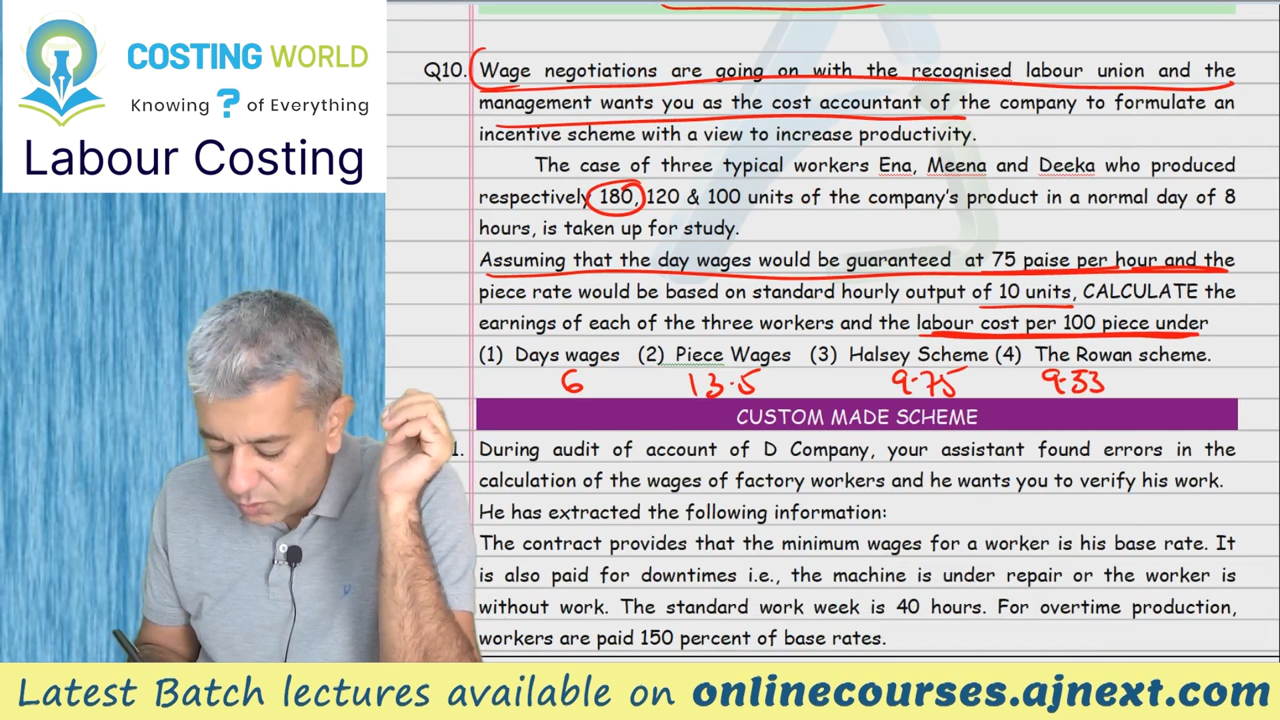 COSTING WORLD
Knowing ? of Everything
Labour Costing
Q10. Wage negotiations are going on with the recognised labour union and the
management wants you as the cost accountant of the company to formulate an
incentive scheme with a view to increase productivity.
The case of three typical workers Ena, Meena and Deeka who produced
respectively 180, 120 & 100 units of the company's product in a normal day of 8
hours, is taken up for study.
Assuming that the day wages would be guaranteed at 75 paise per hour and the
piece rate would be based on standard hourly output of 10 units, CALCULATE the
earnings of each of the three workers and the labour cost per 100 piece under
(1) Days wages (2) Piece Wages (3) Halsey Scheme (4) The Rowan scheme.
6 13.5 9.75 9.33
CUSTOM MADE SCHEME
1. During audit of account of D Company, your assistant found errors in the
calculation of the wages of factory workers and he wants you to verify his work.
He has extracted the following information:
The contract provides that the minimum wages for a worker is his base rate. It
is also paid for downtimes i.e., the machine is under repair or the worker is
without work. The standard work week is 40 hours. For overtime production,
workers are paid 150 percent of base rates.
Latest Batch lectures available on onlinecourses.ajnext.com